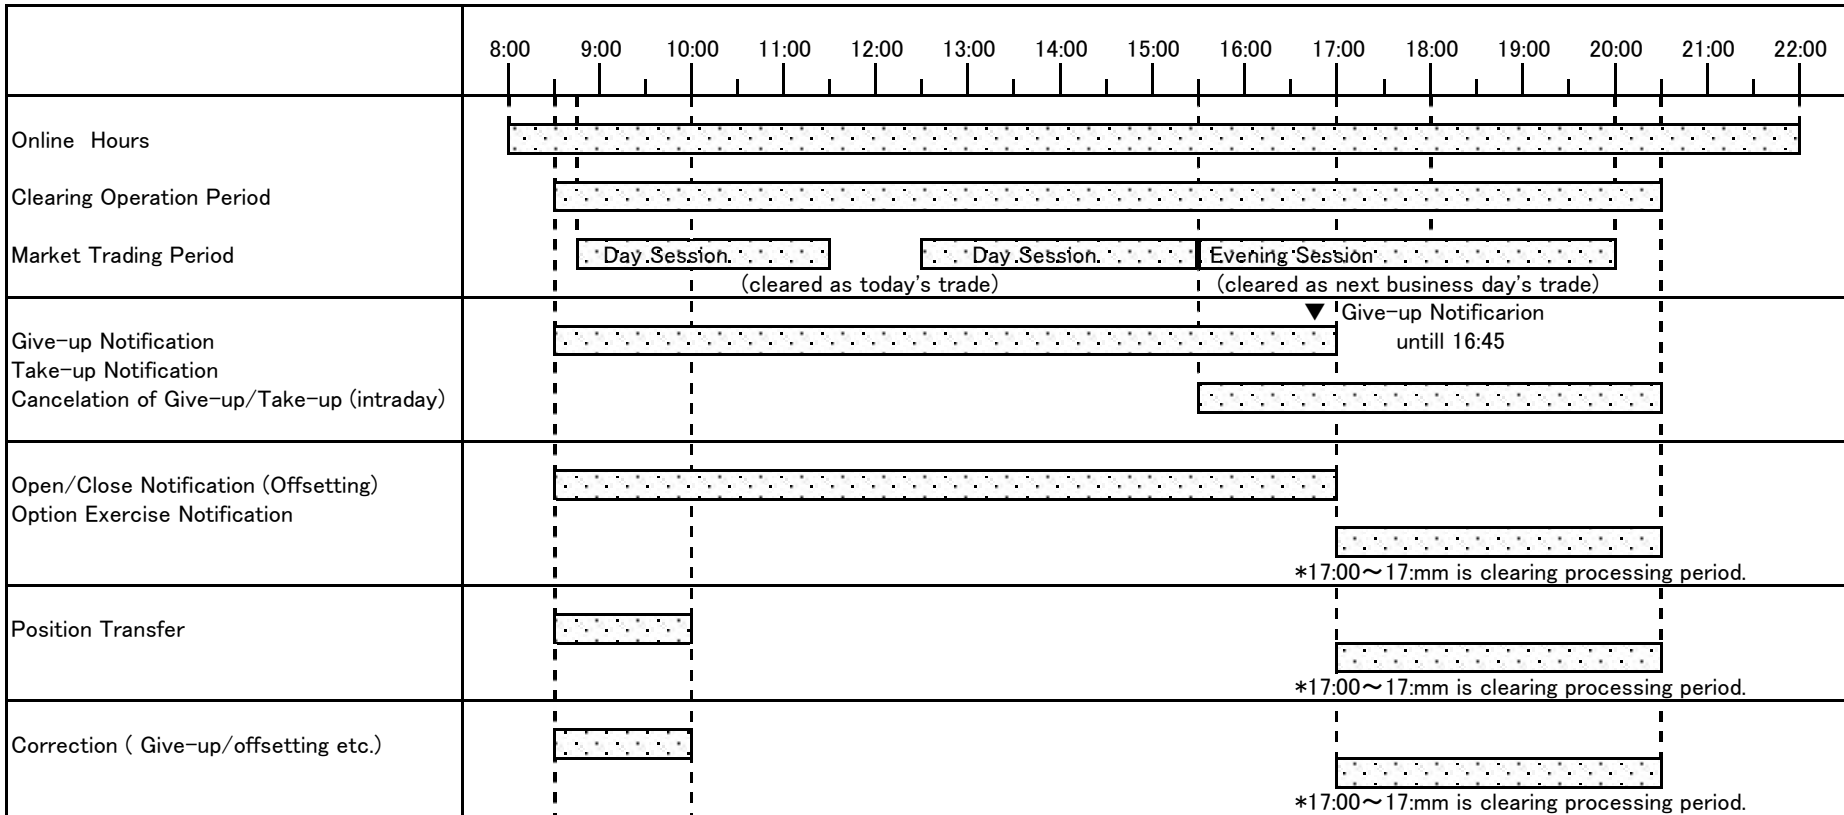 8:00 9:00 10:00 11:00 12:00 13:00 14:00 15:00 16:00 17:00 18:00 19:00 20:00 21:00 22:00
Online Hours
Clearing Operation Period
Market Trading Period Day Session Day Session Evening Session
(cleared as today's trade) (cleared as next business day's trade)
▼ Give-up Notificarion
Give-up Notification untill 16:45
Take-up Notification
Cancelation of Give-up/Take-up (intraday)
Open/Close Notification (Offsetting)
Option Exercise Notification
*17:00~17:mm is clearing processing period.
Position Transfer
*17:00~17:mm is clearing processing period.
Correction ( Give-up/offsetting etc.)
*17:00~17:mm is clearing processing period.